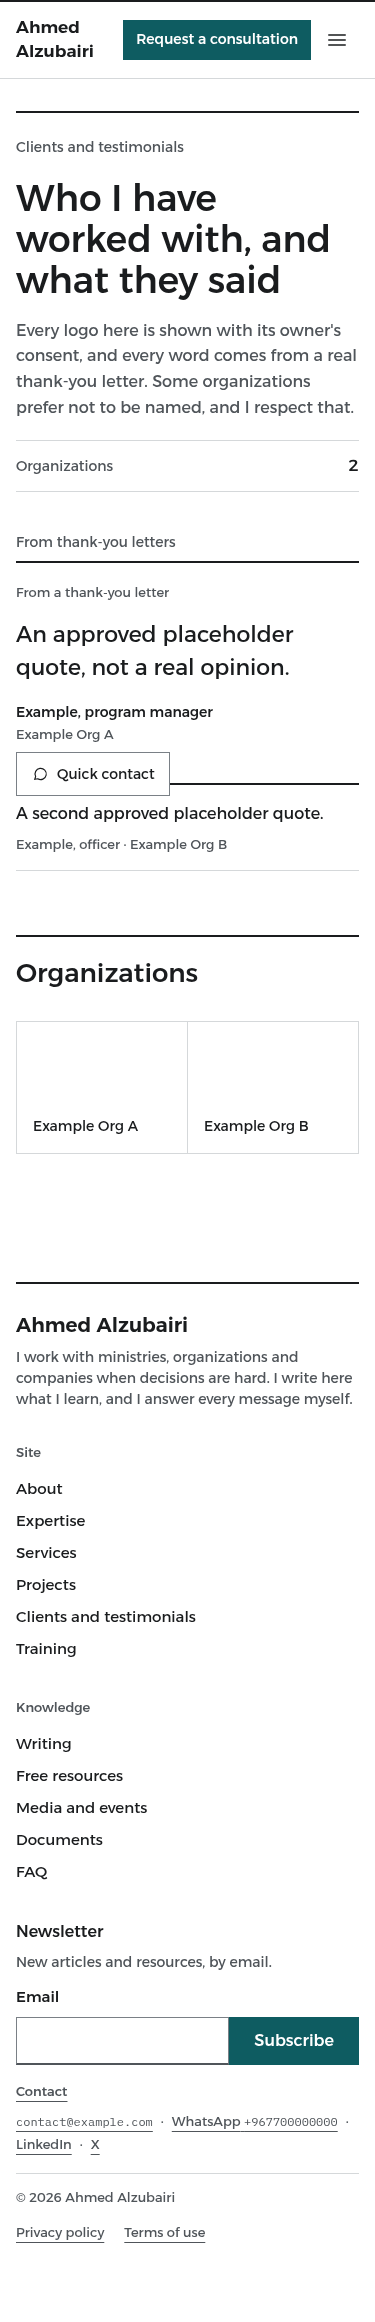 Ahmed
Alzubairi
Request a consultation
Clients and testimonials
Who I have
worked with, and
what they said
Every logo here is shown with its owner's
consent, and every word comes from a real
thank-you letter. Some organizations
prefer not to be named, and I respect that.
Organizations 2
From thank-you letters
From a thank-you letter
An approved placeholder
quote, not a real opinion.
Example, program manager
Example Org A
Quick contact
A second approved placeholder quote.
Example, officer · Example Org B
Organizations
Example Org A Example Org B
Ahmed Alzubairi
I work with ministries, organizations and
companies when decisions are hard. I write here
what I learn, and I answer every message myself.
Site
About
Expertise
Services
Projects
Clients and testimonials
Training
Knowledge
Writing
Free resources
Media and events
Documents
FAQ
Newsletter
New articles and resources, by email.
Email
Subscribe
Contact
contact@example.com · WhatsApp +967700000000 ·
LinkedIn · X
© 2026 Ahmed Alzubairi
Privacy policy Terms of use